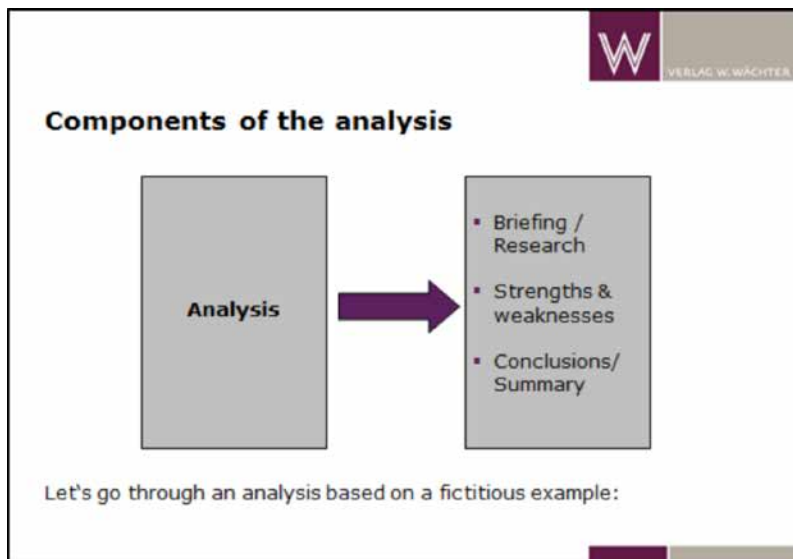 W
VERLAG W. WÄCHTER
Components of the analysis
Analysis
▪ Briefing /
Research
▪ Strengths &
weaknesses
▪ Conclusions/
Summary
Let‘s go through an analysis based on a fictitious example: